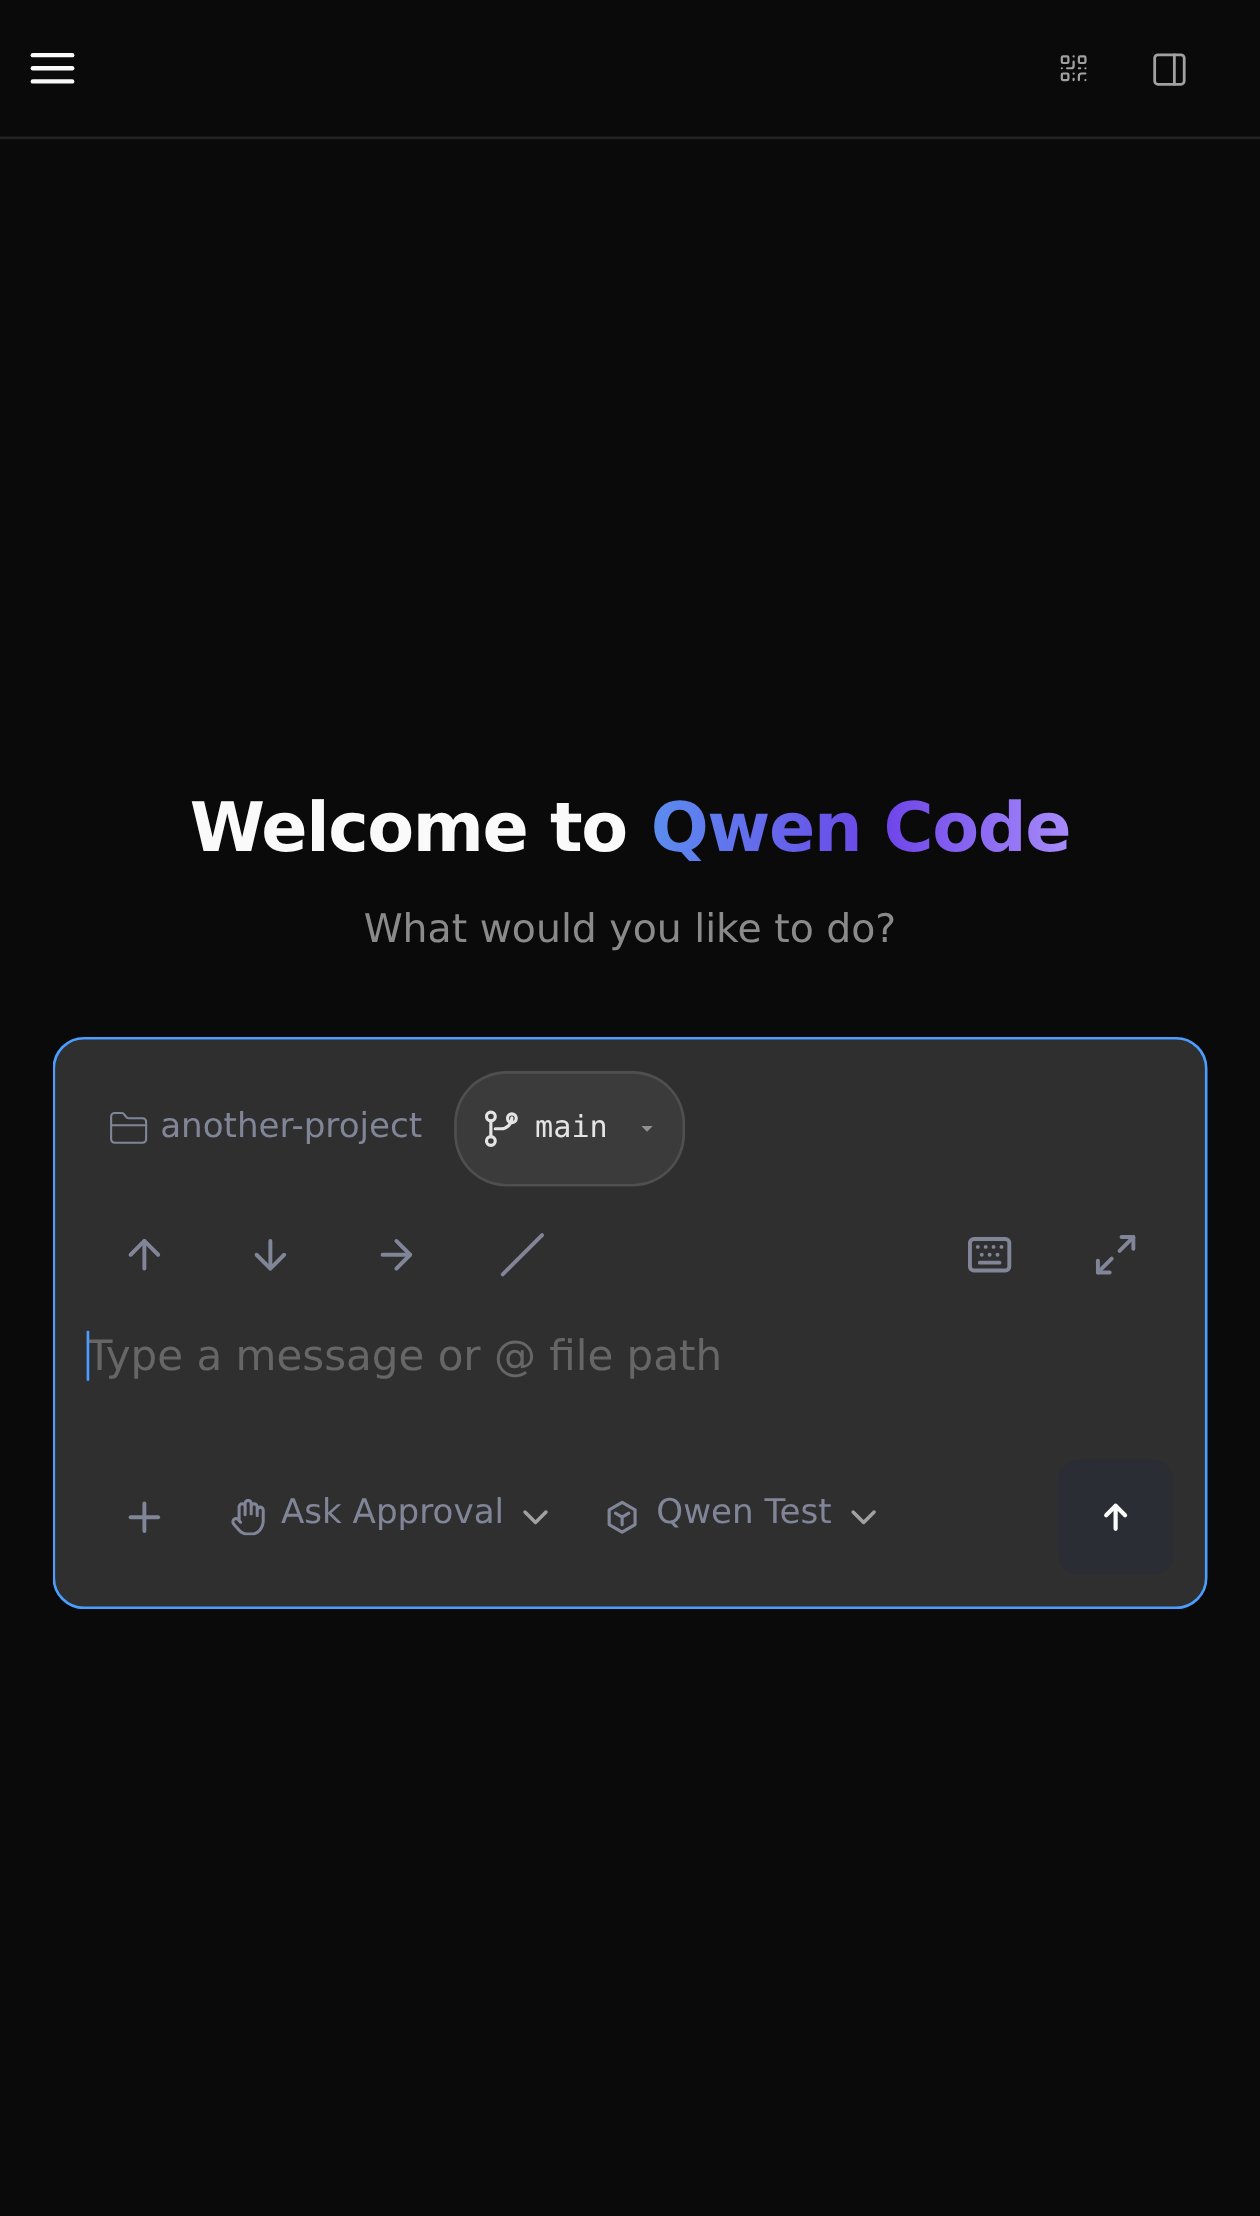 Welcome to Qwen Code
What would you like to do?
another-project main
Type a message or @ file path
Ask Approval Qwen Test